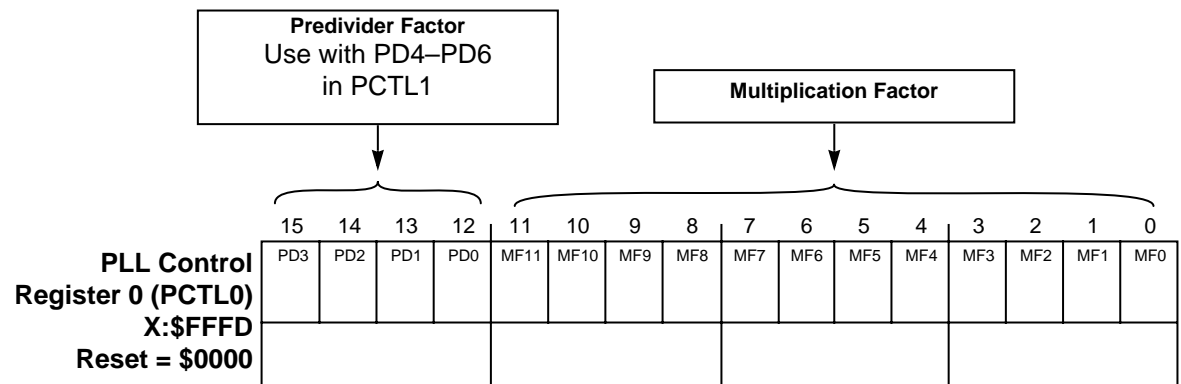 Predivider Factor
Use with PD4–PD6
in PCTL1
Multiplication Factor
15 14 13 12 11 10 9 8 7 6 5 4 3 2 1 0
PD3 PD2 PD1 PD0 MF11 MF10 MF9 MF8 MF7 MF6 MF5 MF4 MF3 MF2 MF1 MF0
PLL Control
Register 0 (PCTL0)
X:$FFFD
Reset = $0000